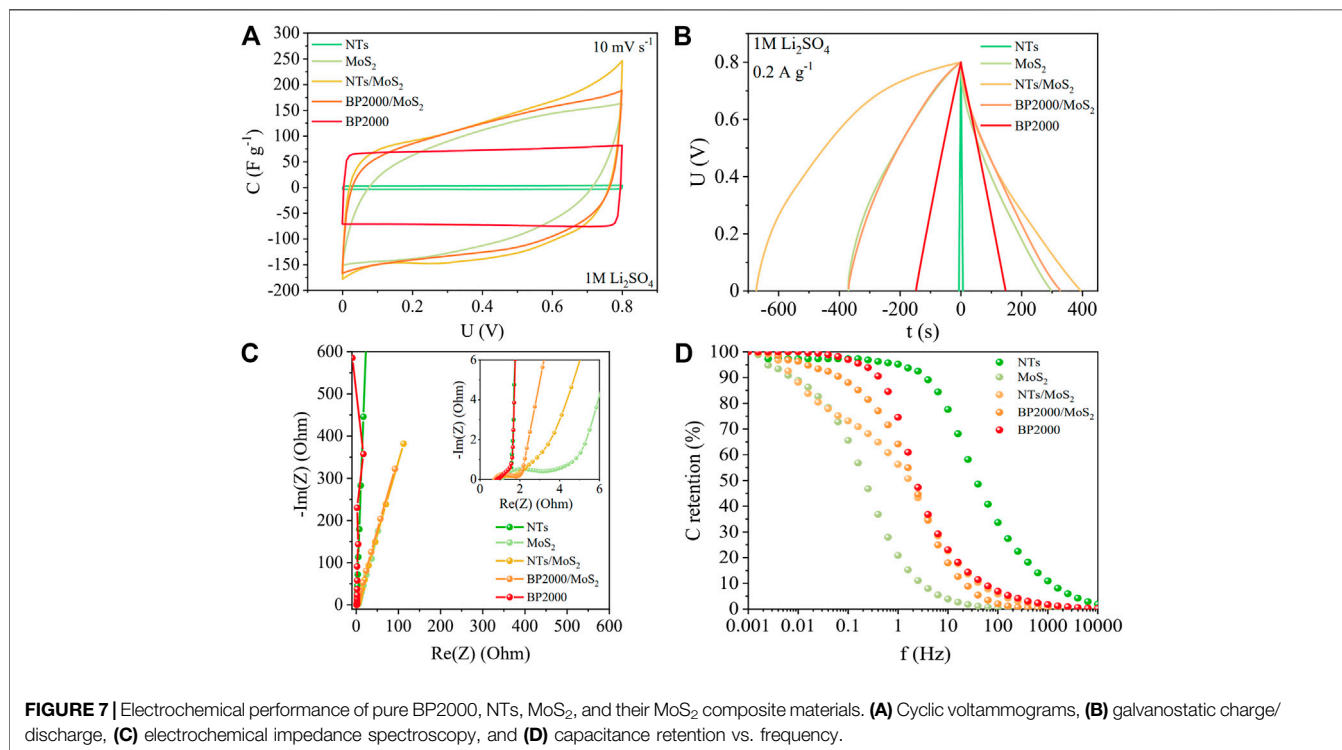 A
300
250
200
150
100
50
0
-50
-100
-150
-200
C (F g⁻¹)
NTs
MoS₂
NTs/MoS₂
BP2000/MoS₂
BP2000
10 mV s⁻¹
1M Li₂SO₄
0 0.2 0.4 0.6 0.8
U (V)
B
1M Li₂SO₄
0.2 A g⁻¹
NTs
MoS₂
NTs/MoS₂
BP2000/MoS₂
BP2000
U (V)
0.8
0.4
0.2
0
-600 -400 -200 0 200 400
t (s)
C
600
500
400
300
200
100
0
-Im(Z) (Ohm)
6
4
2
0
-Im(Z) (Ohm)
0 2 4 6
Re(Z) (Ohm)
NTs
MoS₂
NTs/MoS₂
BP2000/MoS₂
BP2000
0 100 200 300 400 500 600
Re(Z) (Ohm)
D
100
90
80
70
60
50
40
30
20
10
0
C retention (%)
NTs
MoS₂
NTs/MoS₂
BP2000/MoS₂
BP2000
0.001 0.01 0.1 1 10 100 1000 10000
f (Hz)
FIGURE 7 | Electrochemical performance of pure BP2000, NTs, MoS₂, and their MoS₂ composite materials. (A) Cyclic voltammograms, (B) galvanostatic charge/
discharge, (C) electrochemical impedance spectroscopy, and (D) capacitance retention vs. frequency.